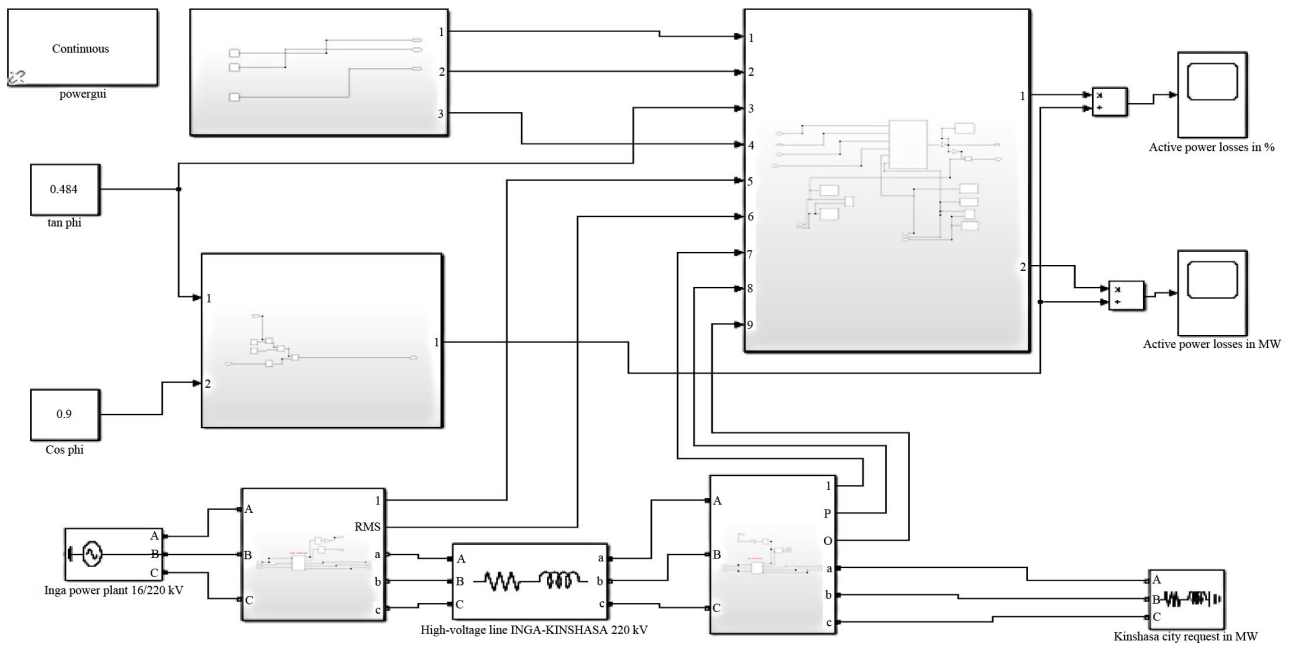 Continuous
powergui
1
2
3
1
2
3
4
5
6
7
8
9
1
2
Active power losses in %
0.484
tan phi
1
2
1
Active power losses in MW
0.9
Cos phi
A
B
C
Inga power plant 16/220 kV
A
B
C
1
RMS
a
b
c
A
B
C
a
b
c
High-voltage line INGA-KINSHASA 220 kV
A
B
C
1
P
O
a
b
c
A
B
C
Kinshasa city request in MW